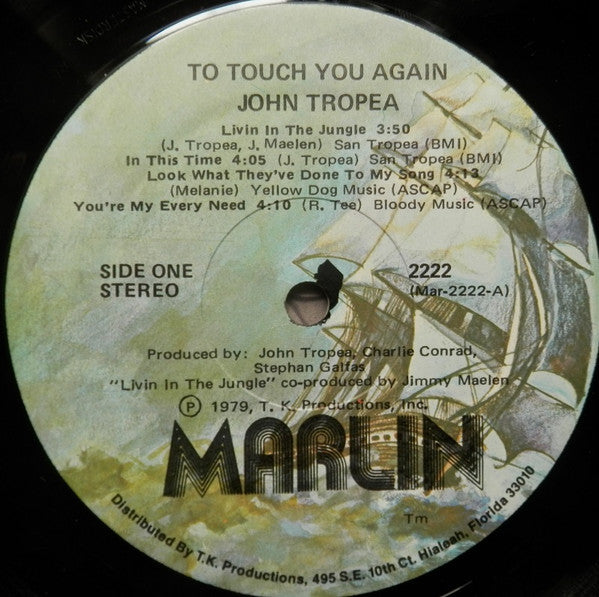 TO TOUCH YOU AGAIN
JOHN TROPEA
Livin In The Jungle 3:50
(J. Tropea, J. Maelen) San Tropea (BMI)
In This Time 4:05 (J. Tropea) San Tropea (BMI)
Look What They've Done To My Song 4:13
(Melanie) Yellow Dog Music (ASCAP)
You're My Every Need 4:10 (R. Tee) Bloody Music (ASCAP)
SIDE ONE
STEREO
2222
(Mar-2222-A)
Produced by: John Tropea, Charlie Conrad,
Stephan Galfas
"Livin In The Jungle" co-produced by Jimmy Maelen
Ⓟ 1979, T. K. Productions, Inc.
MARLIN
Tm
Distributed By T.K. Productions, 495 S.E. 10th Ct. Hialeah, Florida 33010